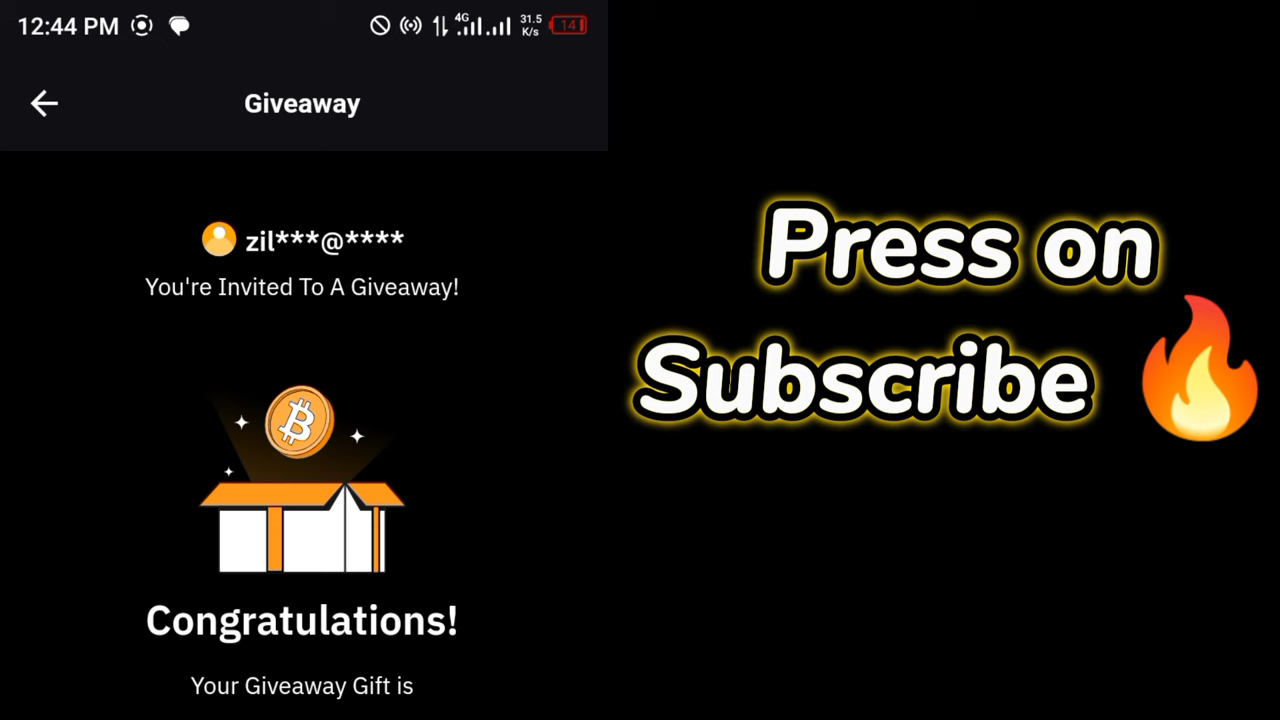 12:44 PM
4G
31.5
K/s
14
Giveaway
zil***@****
You're Invited To A Giveaway!
Congratulations!
Your Giveaway Gift is
Press on
Subscribe